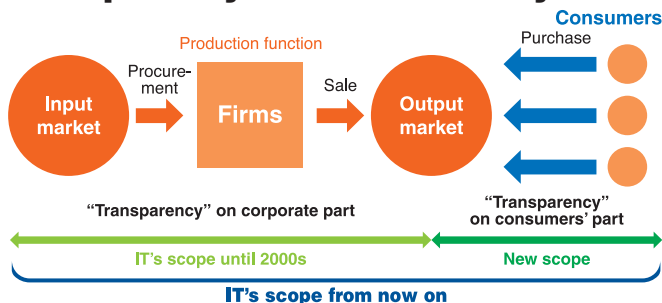 Consumers
Production function
Purchase
Procure-
ment
Sale
Input
market
Firms
Output
market
"Transparency" on corporate part
"Transparency"
on consumers' part
IT's scope until 2000s
New scope
IT's scope from now on